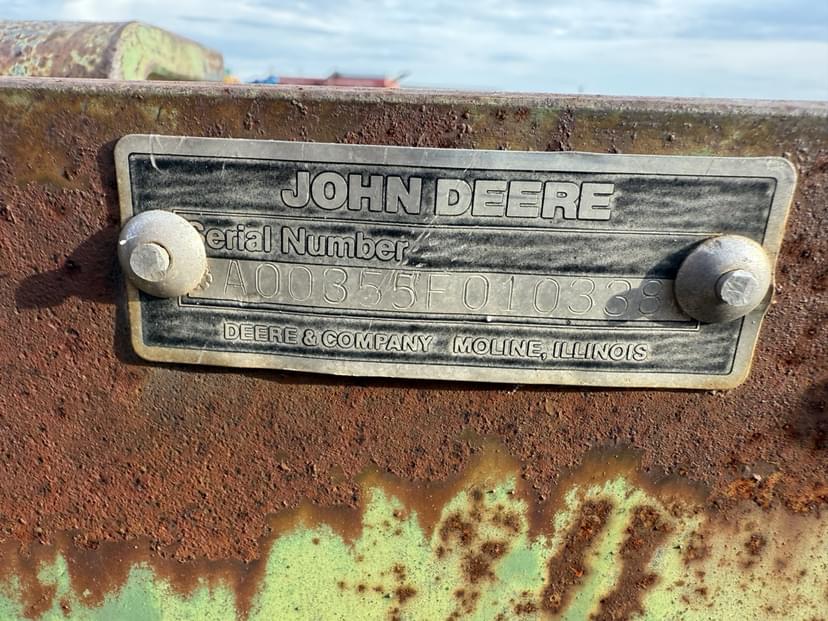 JOHN DEERE
Serial Number
A00355F010338
DEERE & COMPANY MOLINE, ILLINOIS